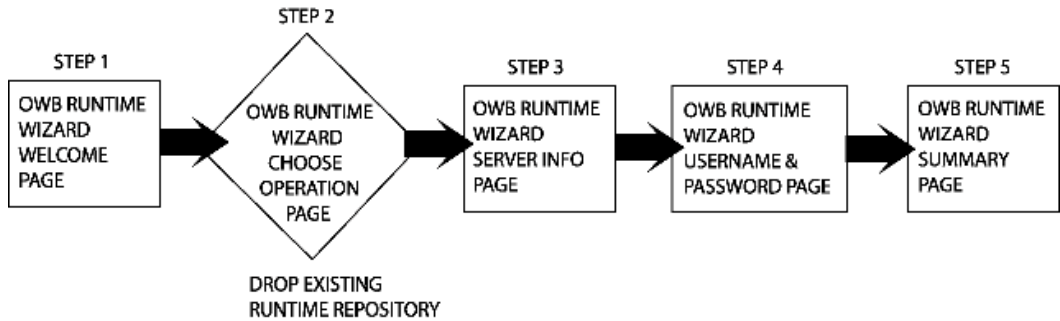 STEP 1
OWB RUNTIME
WIZARD
WELCOME
PAGE
STEP 2
OWB RUNTIME
WIZARD
CHOOSE
OPERATION
PAGE
DROP EXISTING
RUNTIME REPOSITORY
STEP 3
OWB RUNTIME
WIZARD
SERVER INFO
PAGE
STEP 4
OWB RUNTIME
WIZARD
USERNAME &
PASSWORD PAGE
STEP 5
OWB RUNTIME
WIZARD
SUMMARY
PAGE